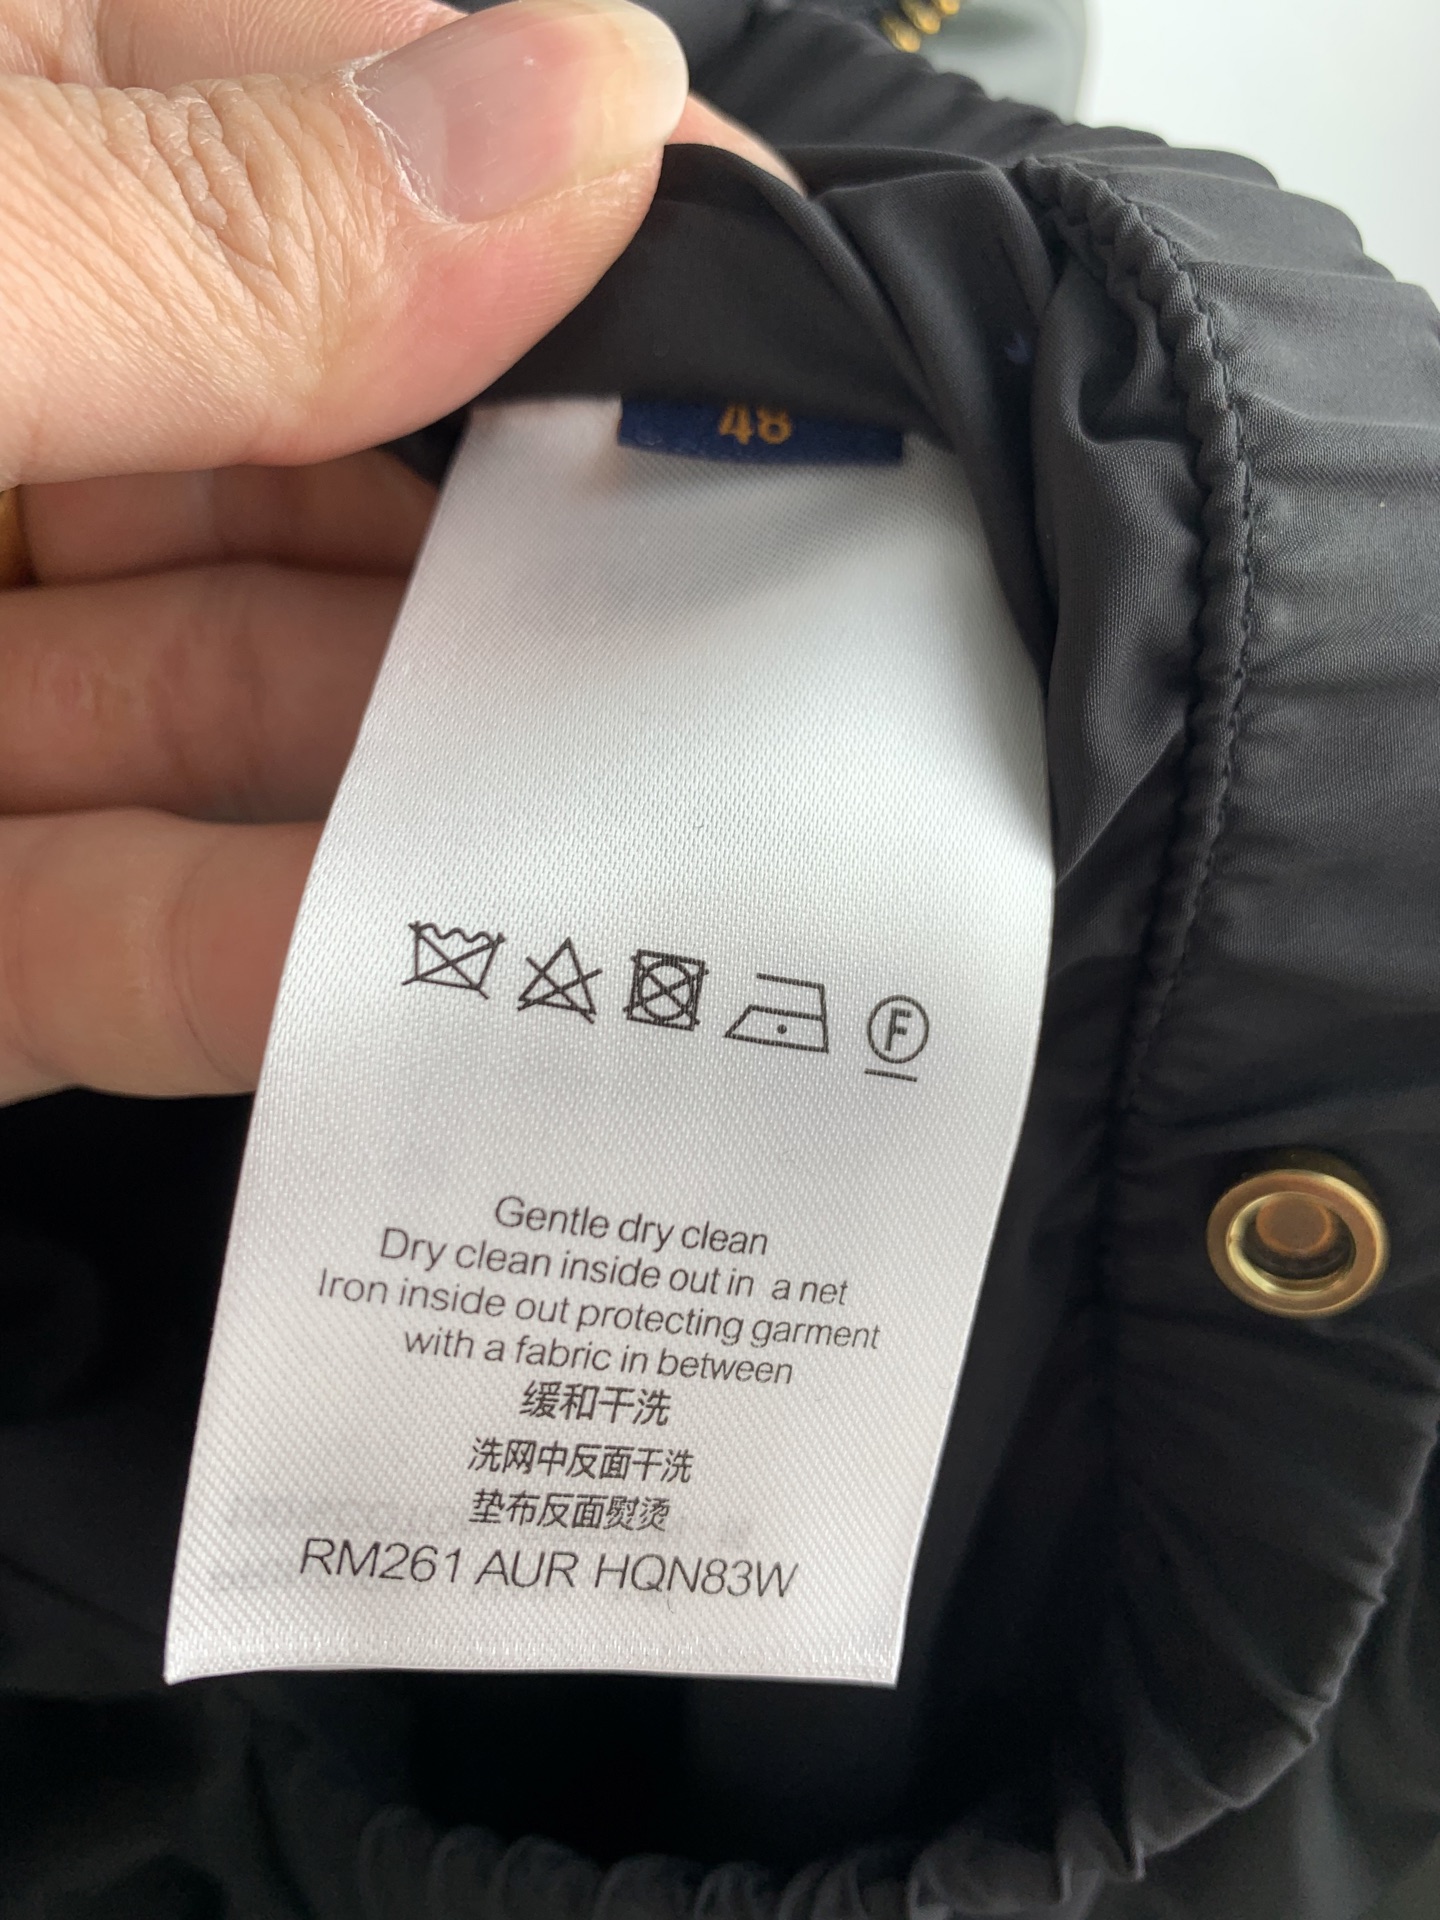 48
F
Gentle dry clean
Dry clean inside out in a net
Iron inside out protecting garment
with a fabric in between
缓和干洗
洗网中反面干洗
垫布反面熨烫
RM261 AUR HQN83W